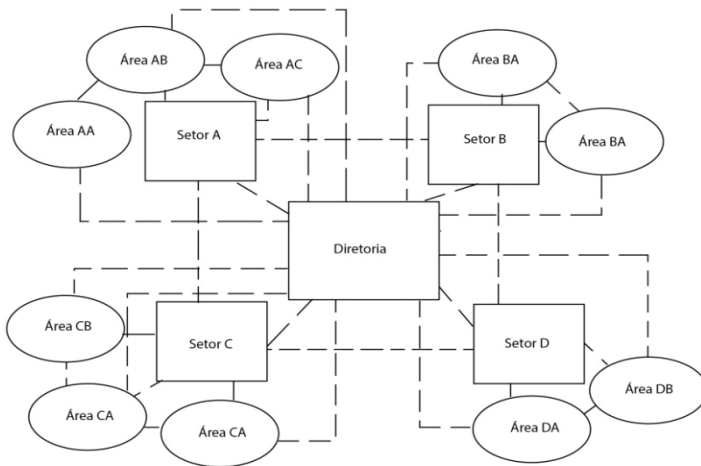 Área AB
Área AC
Área BA
Área AA
Setor A
Setor B
Área BA
Diretoria
Área CB
Setor C
Setor D
Área CA
Área CA
Área DA
Área DB